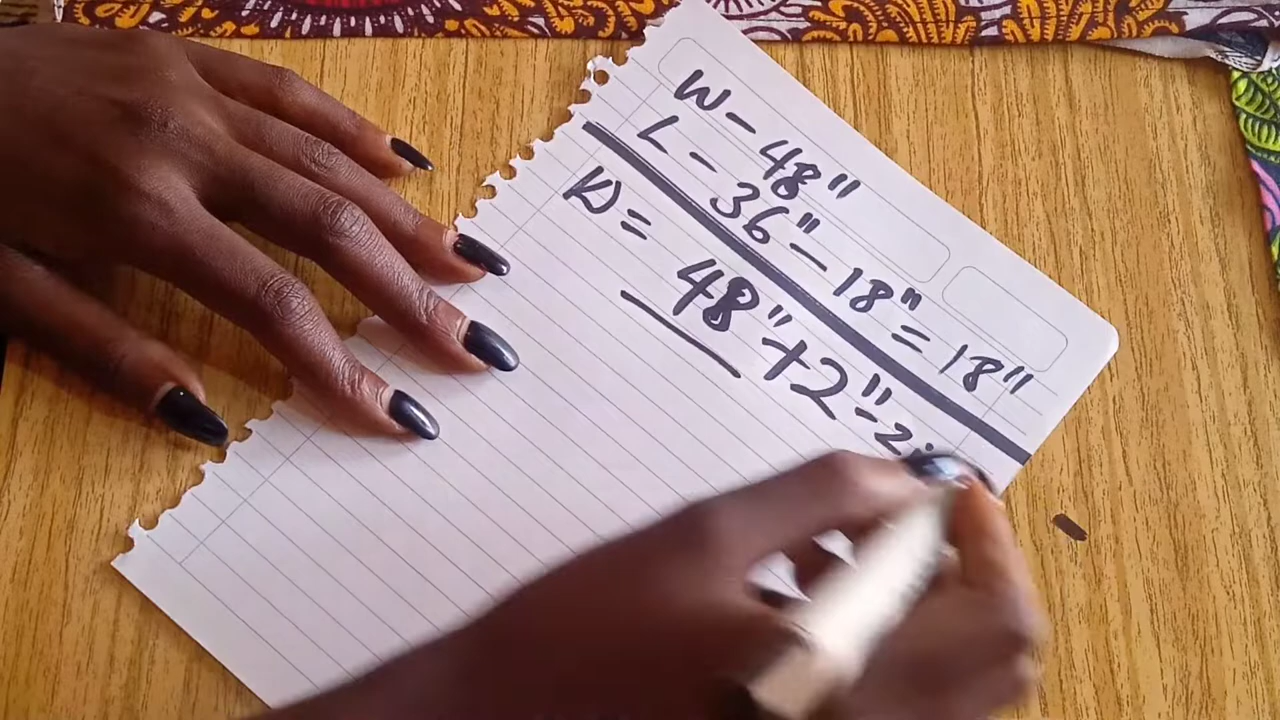 W - 48"
L - 36" - 18" = 18"
D = 48" + 2" -